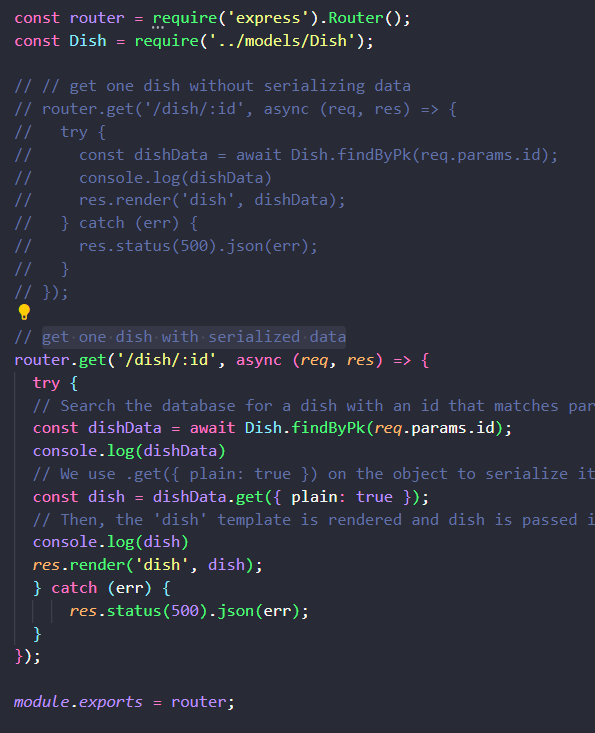 const router = require('express').Router();
const Dish = require('../models/Dish');
// // get one dish without serializing data
// router.get('/dish/:id', async (req, res) => {
//   try {
//     const dishData = await Dish.findByPk(req.params.id);
//     console.log(dishData)
//     res.render('dish', dishData);
//   } catch (err) {
//     res.status(500).json(err);
//   }
// });
// get one dish with serialized data
router.get('/dish/:id', async (req, res) => {
  try {
  // Search the database for a dish with an id that matches par
  const dishData = await Dish.findByPk(req.params.id);
  console.log(dishData)
  // We use .get({ plain: true }) on the object to serialize it
  const dish = dishData.get({ plain: true });
  // Then, the 'dish' template is rendered and dish is passed i
  console.log(dish)
  res.render('dish', dish);
  } catch (err) {
      res.status(500).json(err);
  }
});
module.exports = router;